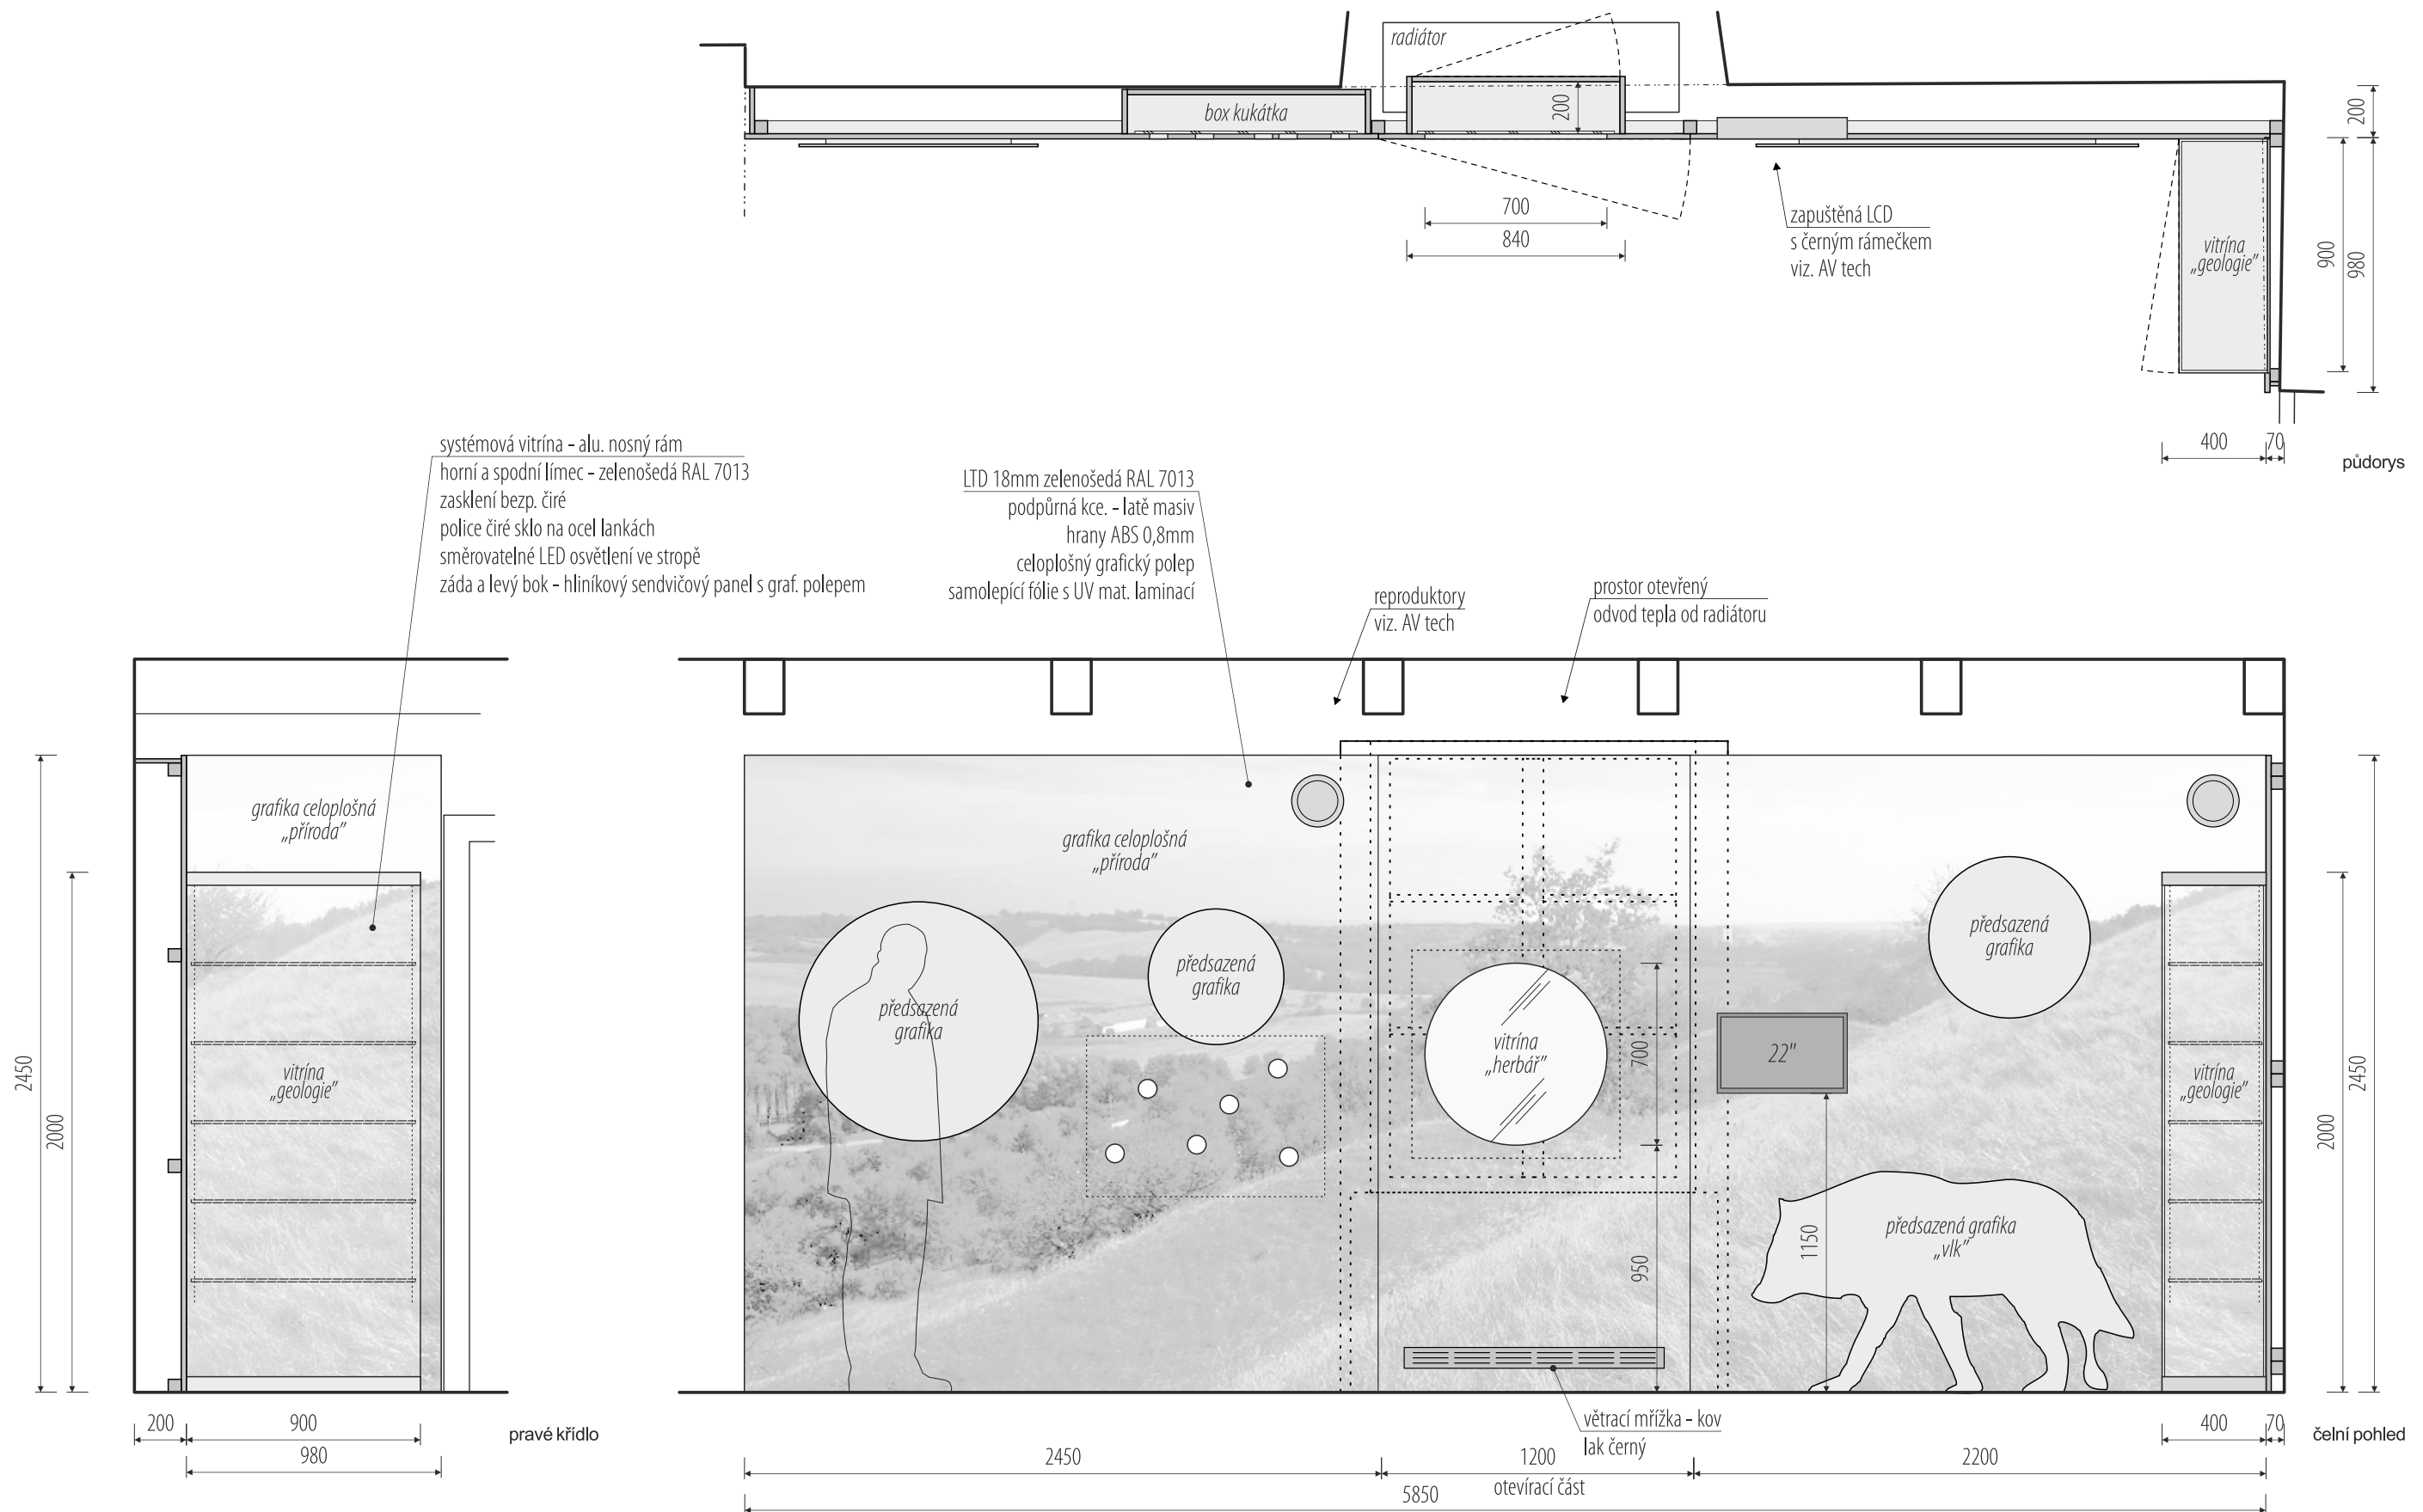 radiátor
box kukátka
200
200
700
840
zapuštěná LCD
s černým rámečkem
viz. AV tech
vitrína
„geologie”
900
980
400
70
půdorys
systémová vitrína - alu. nosný rám
horní a spodní límec - zelenošedá RAL 7013
zasklení bezp. čiré
police čiré sklo na ocel lankách
směrovatelné LED osvětlení ve stropě
záda a levý bok - hliníkový sendvičový panel s graf. polepem
LTD 18mm zelenošedá RAL 7013
podpůrná kce. - latě masiv
hrany ABS 0,8mm
celoplošný grafický polep
samolepící fólie s UV mat. laminací
reproduktory
viz. AV tech
prostor otevřený
odvod tepla od radiátoru
grafika celoplošná
„příroda”
vitrína
„geologie”
2450
2000
200
900
980
pravé křídlo
grafika celoplošná
„příroda”
předsazená
grafika
předsazená
grafika
vitrína
„herbář”
700
950
22"
1150
předsazená
grafika
předsazená grafika
„vlk”
vitrína
„geologie”
2000
2450
větrací mřížka - kov
lak černý
400
70
čelní pohled
2450
1200
2200
otevírací část
5850